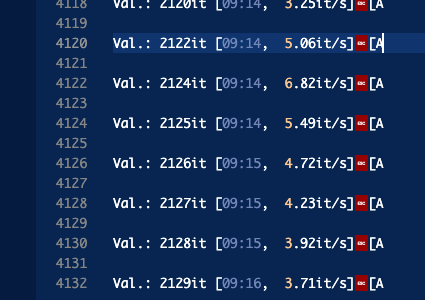 4118 Val.: 2120it [09:14, 3.25it/s]ESC[A
4119
4120 Val.: 2122it [09:14, 5.06it/s]ESC[A
4121
4122 Val.: 2124it [09:14, 6.82it/s]ESC[A
4123
4124 Val.: 2125it [09:14, 5.49it/s]ESC[A
4125
4126 Val.: 2126it [09:15, 4.72it/s]ESC[A
4127
4128 Val.: 2127it [09:15, 4.23it/s]ESC[A
4129
4130 Val.: 2128it [09:15, 3.92it/s]ESC[A
4131
4132 Val.: 2129it [09:16, 3.71it/s]ESC[A